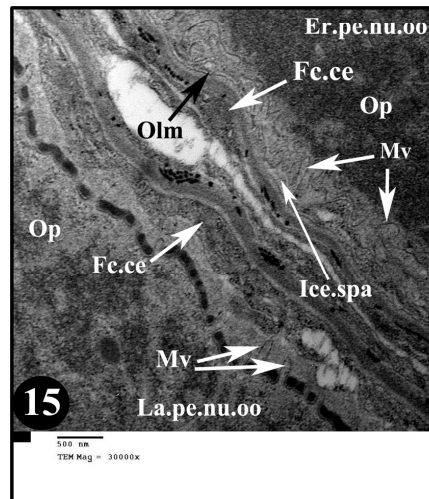 Er.pe.nu.oo
Fc.ce
Op
Olm
Mv
Op
Fc.ce
Ice.spa
Mv
La.pe.nu.oo
15
500 nm
TEM Mag = 30000x